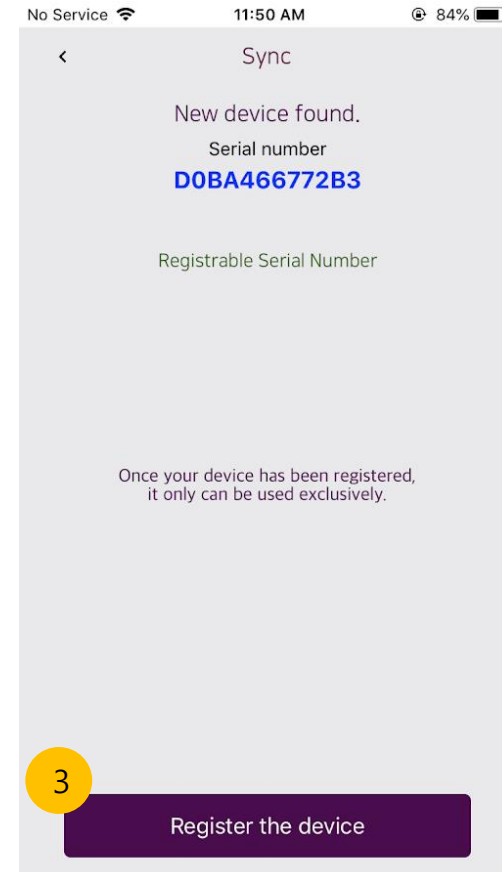 No Service 11:50 AM 84%
Sync
New device found.
Serial number
D0BA466772B3
Registrable Serial Number
Once your device has been registered,
it only can be used exclusively.
3
Register the device